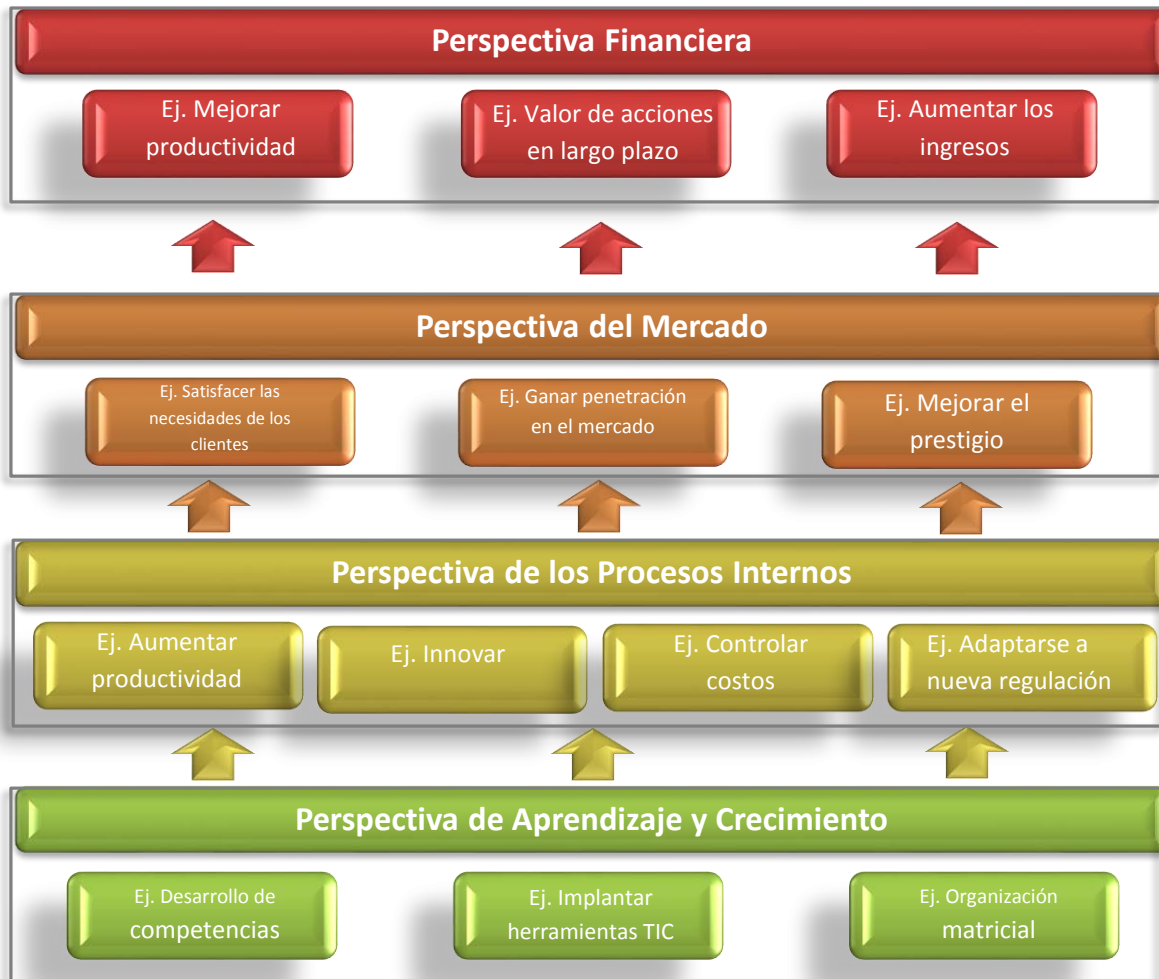 Perspectiva Financiera
Ej. Mejorar
productividad
Ej. Valor de acciones
en largo plazo
Ej. Aumentar los
ingresos
Perspectiva del Mercado
Ej. Satisfacer las
necesidades de los
clientes
Ej. Ganar penetración
en el mercado
Ej. Mejorar el
prestigio
Perspectiva de los Procesos Internos
Ej. Aumentar
productividad
Ej. Innovar
Ej. Controlar
costos
Ej. Adaptarse a
nueva regulación
Perspectiva de Aprendizaje y Crecimiento
Ej. Desarrollo de
competencias
Ej. Implantar
herramientas TIC
Ej. Organización
matricial